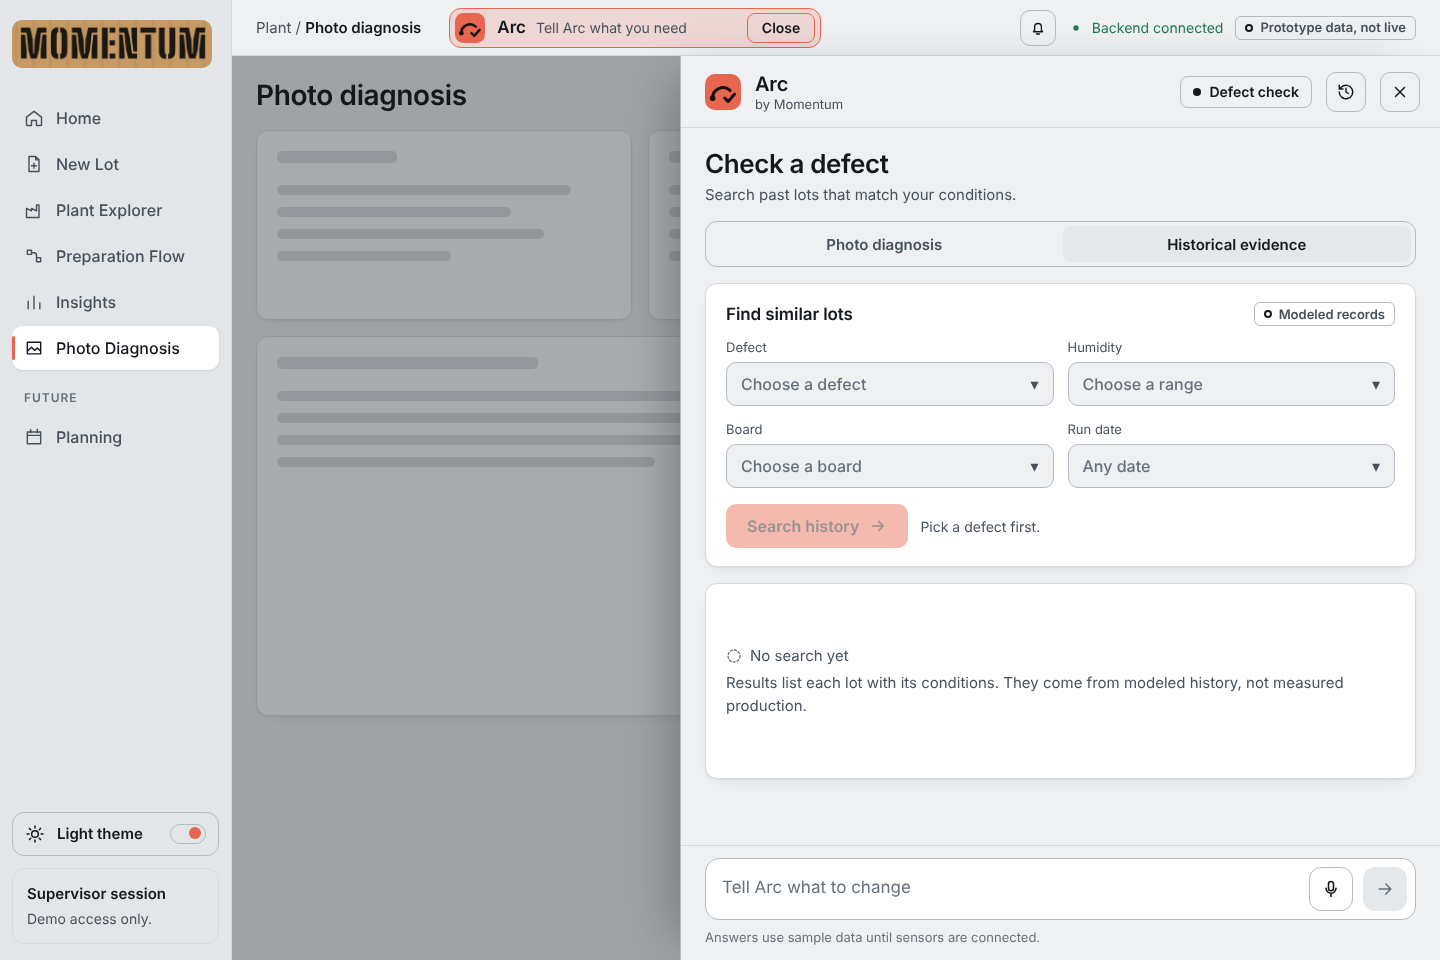 MOMENTUM
Home
New Lot
Plant Explorer
Preparation Flow
Insights
Photo Diagnosis
FUTURE
Planning
Light theme
Supervisor session
Demo access only.
Plant / Photo diagnosis
Arc Tell Arc what you need Close
Backend connected
Prototype data, not live
Photo diagnosis
Arc
by Momentum
Defect check
Check a defect
Search past lots that match your conditions.
Photo diagnosis Historical evidence
Find similar lots Modeled records
Defect Humidity
Choose a defect Choose a range
Board Run date
Choose a board Any date
Search history Pick a defect first.
No search yet
Results list each lot with its conditions. They come from modeled history, not measured
production.
Tell Arc what to change
Answers use sample data until sensors are connected.